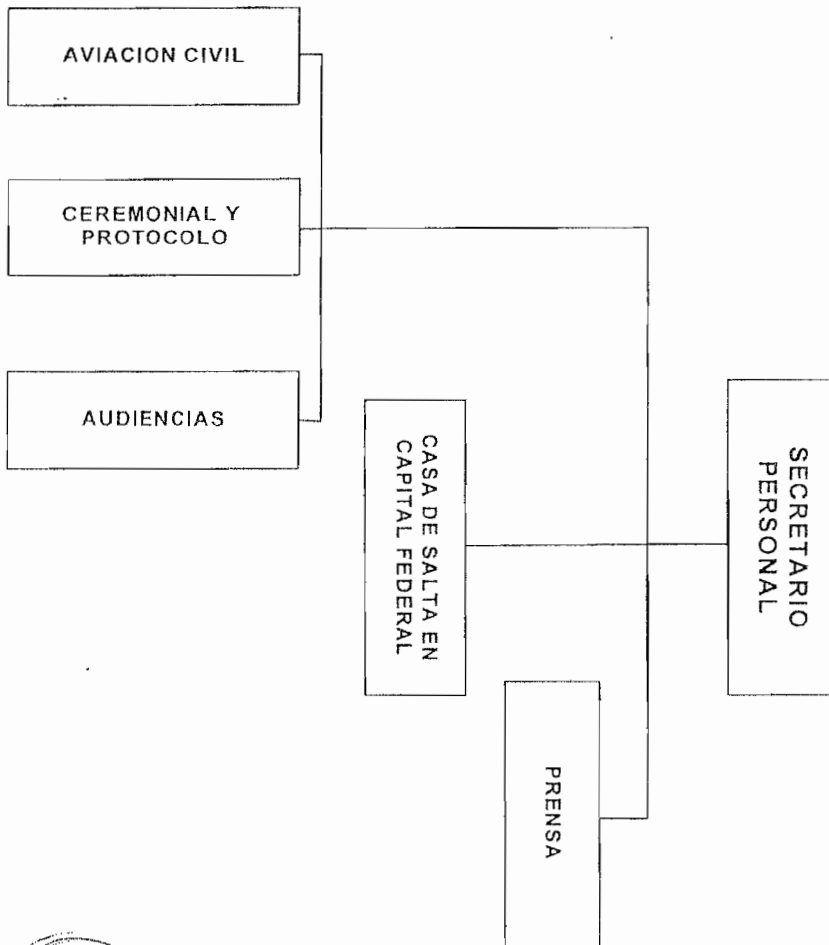 AVIACION CIVIL
CEREMONIAL Y
PROTOCOLO
AUDIENCIAS
CASA DE SALTA EN
CAPITAL FEDERAL
SECRETARIO
PERSONAL
PRENSA